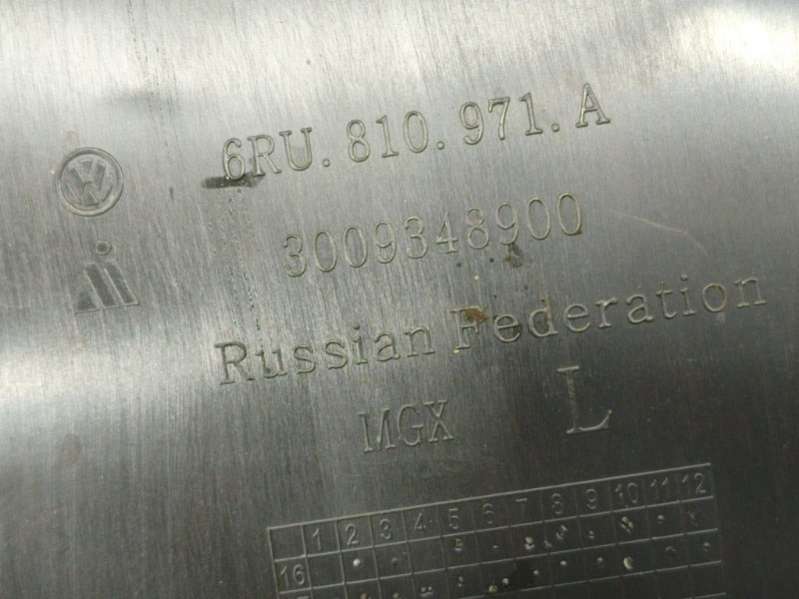 6RU.810.971.A
3009348900
Russian Federation
MGX L
1 2 3 4 5 6 7 8 9 10 11 12
16